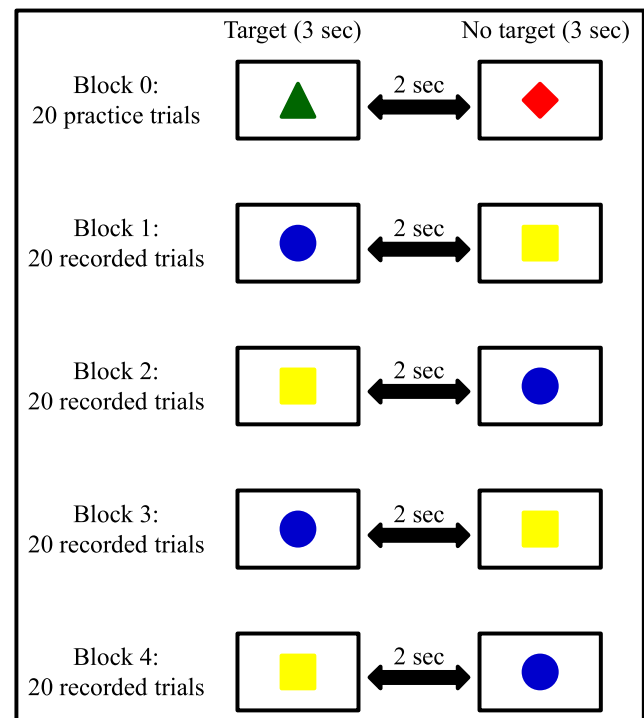 Target (3 sec) No target (3 sec)
Block 0:
20 practice trials
2 sec
Block 1:
20 recorded trials
2 sec
Block 2:
20 recorded trials
2 sec
Block 3:
20 recorded trials
2 sec
Block 4:
20 recorded trials
2 sec